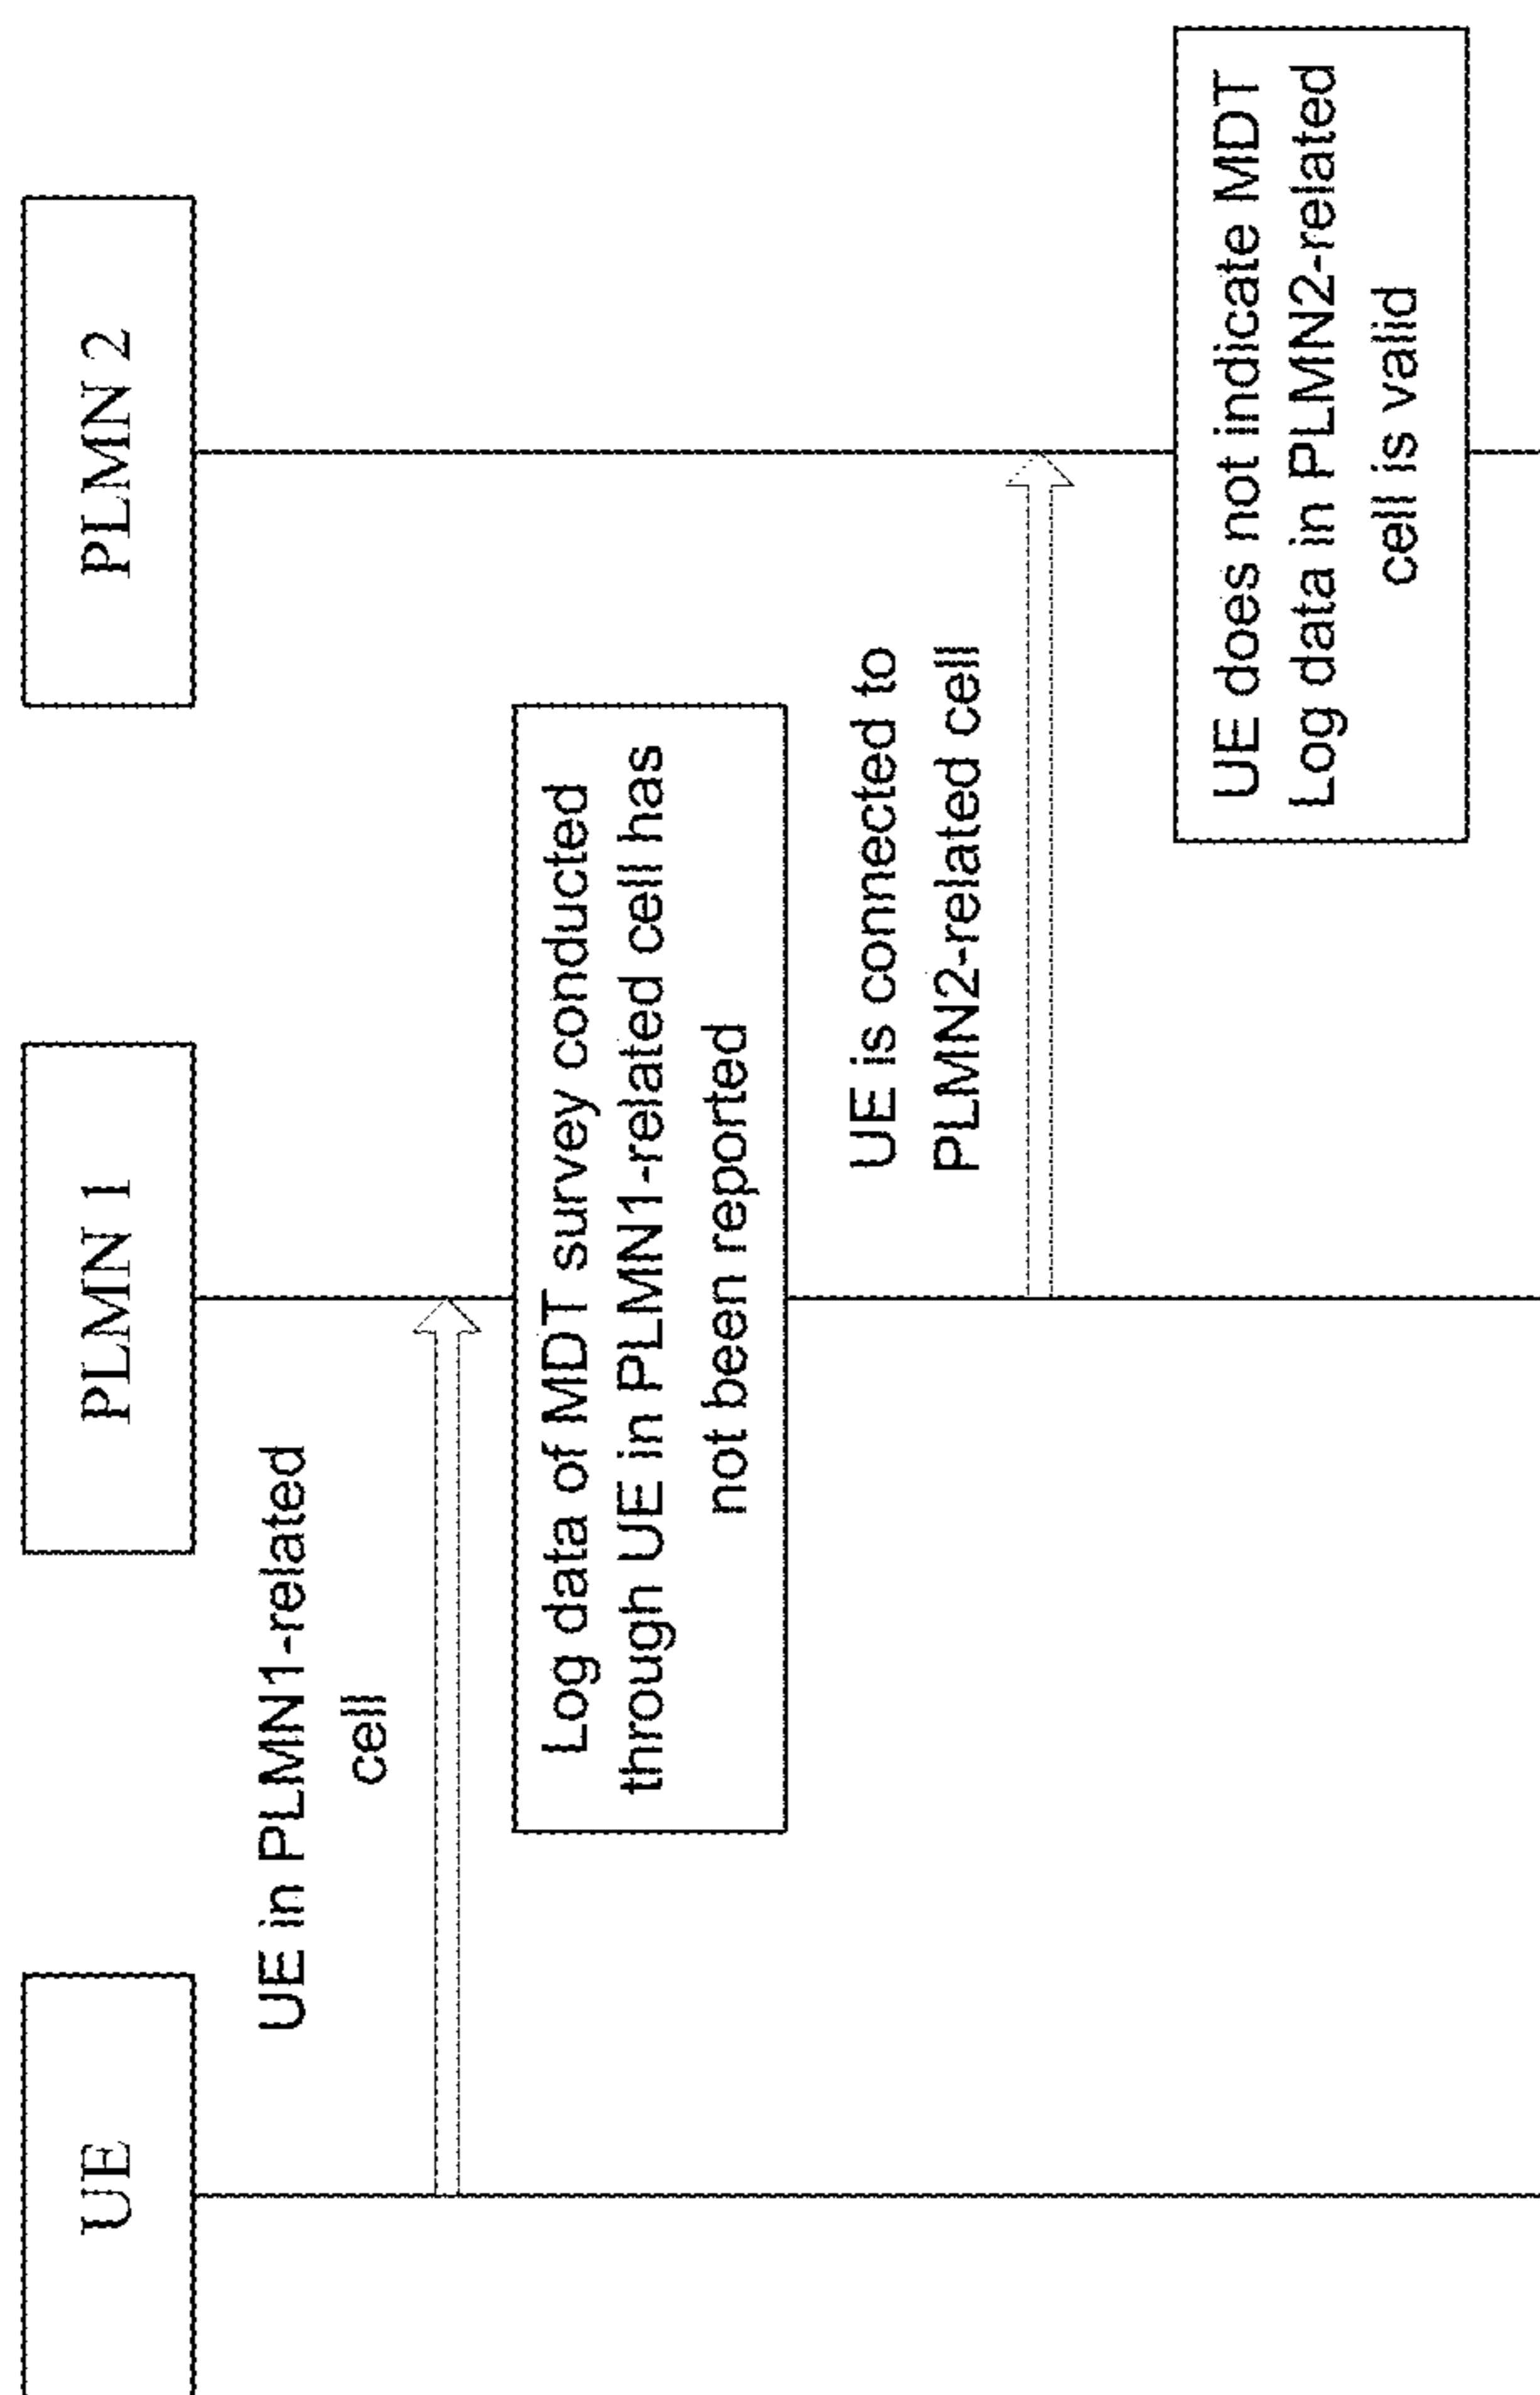 UE
PLMN 1
PLMN 2
UE in PLMN1-related
cell
Log data of MDT survey conducted
through UE in PLMN1-related cell has
not been reported
UE is connected to
PLMN2-related cell
UE does not indicate MDT
Log data in PLMN2-related
cell is valid